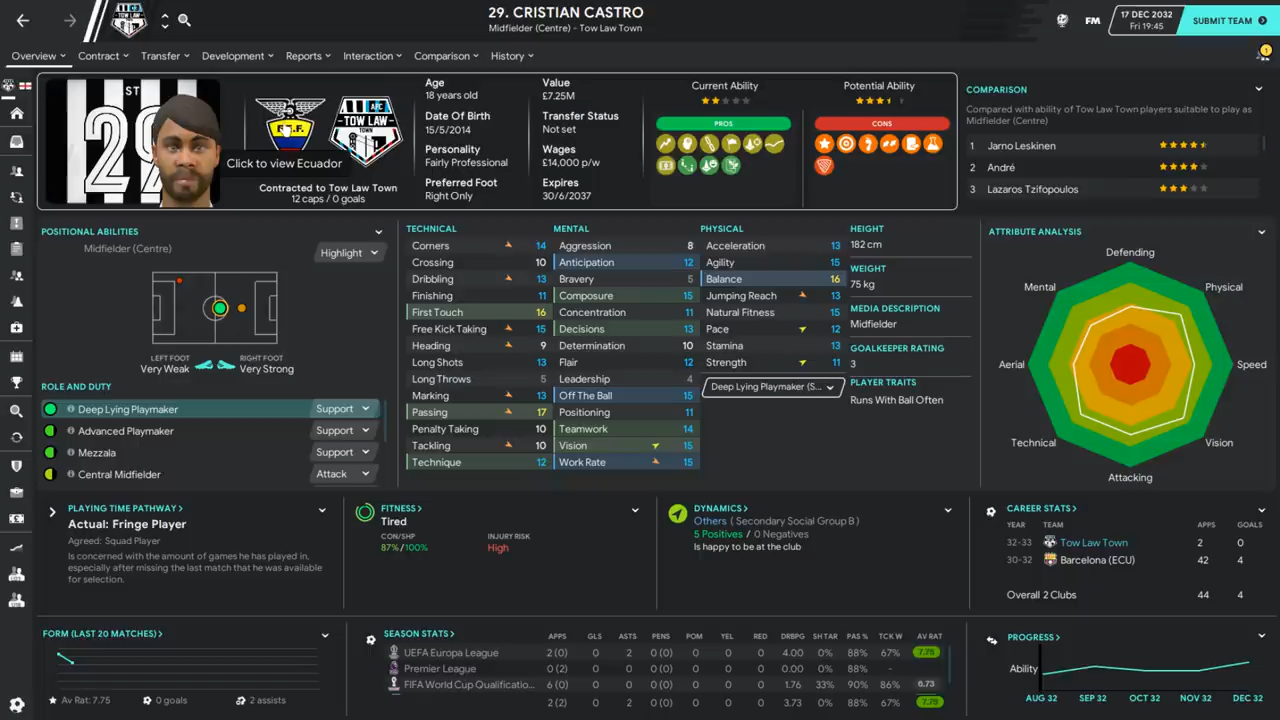 29. CRISTIAN CASTRO
Midfielder (Centre) - Tow Law Town
FM
17 DEC 2032
Fri 19:45
SUBMIT TEAM
Overview
Contract
Transfer
Development
Reports
Interaction
Comparison
History
1
ST
29
F.E.F.
Click to view Ecuador
AFC
TOW LAW
TOWN
Contracted to Tow Law Town
12 caps / 0 goals
Age
18 years old
Date Of Birth
15/5/2014
Personality
Fairly Professional
Preferred Foot
Right Only
Value
£7.25M
Transfer Status
Not set
Wages
£14,000 p/w
Expires
30/6/2037
Current Ability
PROS
Potential Ability
CONS
COMPARISON
Compared with ability of Tow Law Town players suitable to play as
Midfielder (Centre)
1 Jarno Leskinen
2 André
3 Lazaros Tzifopoulos
POSITIONAL ABILITIES
Midfielder (Centre)
Highlight
LEFT FOOT
Very Weak
RIGHT FOOT
Very Strong
ROLE AND DUTY
Deep Lying Playmaker Support
Advanced Playmaker Support
Mezzala Support
Central Midfielder Attack
TECHNICAL
Corners 14
Crossing 10
Dribbling 13
Finishing 11
First Touch 16
Free Kick Taking 15
Heading 9
Long Shots 13
Long Throws 5
Marking 13
Passing 17
Penalty Taking 10
Tackling 10
Technique 12
MENTAL
Aggression 8
Anticipation 12
Bravery 5
Composure 15
Concentration 11
Decisions 13
Determination 10
Flair 12
Leadership 4
Off The Ball 15
Positioning 11
Teamwork 14
Vision 15
Work Rate 15
PHYSICAL
Acceleration 13
Agility 15
Balance 16
Jumping Reach 13
Natural Fitness 15
Pace 12
Stamina 13
Strength 11
Deep Lying Playmaker (S...
HEIGHT
182 cm
WEIGHT
75 kg
MEDIA DESCRIPTION
Midfielder
GOALKEEPER RATING
3
PLAYER TRAITS
Runs With Ball Often
ATTRIBUTE ANALYSIS
Defending
Mental
Physical
Aerial
Speed
Technical
Vision
Attacking
PLAYING TIME PATHWAY
Actual: Fringe Player
Agreed: Squad Player
Is concerned with the amount of games he has played in,
especially after missing the last match that he was available
for selection.
FITNESS
Tired
CON/SHP
87% / 100%
INJURY RISK
High
DYNAMICS
Others ( Secondary Social Group B )
5 Positives / 0 Negatives
Is happy to be at the club
CAREER STATS
YEAR TEAM APPS GOALS
32-33 Tow Law Town 2 0
30-32 Barcelona (ECU) 42 4
Overall 2 Clubs 44 4
FORM (LAST 20 MATCHES)
Av Rat: 7.75
0 goals
2 assists
SEASON STATS APPS GLS ASTS PENS POM YEL RED DRBPG SH TAR PAS % TCK W AV RAT
UEFA Europa League 2 (0) 0 2 0 (0) 0 0 0 4.00 0% 88% 67% 7.75
Premier League 0 (2) 0 0 0 (0) 0 0 0 0.00 0% 88% -
FIFA World Cup Qualificatio... 6 (0) 0 0 0 (0) 0 0 0 1.76 33% 90% 86% 6.73
2 (2) 0 2 0 (0) 0 0 0 3.73 0% 88% 67% 7.75
PROGRESS
Ability
AUG 32 SEP 32 OCT 32 NOV 32 DEC 32